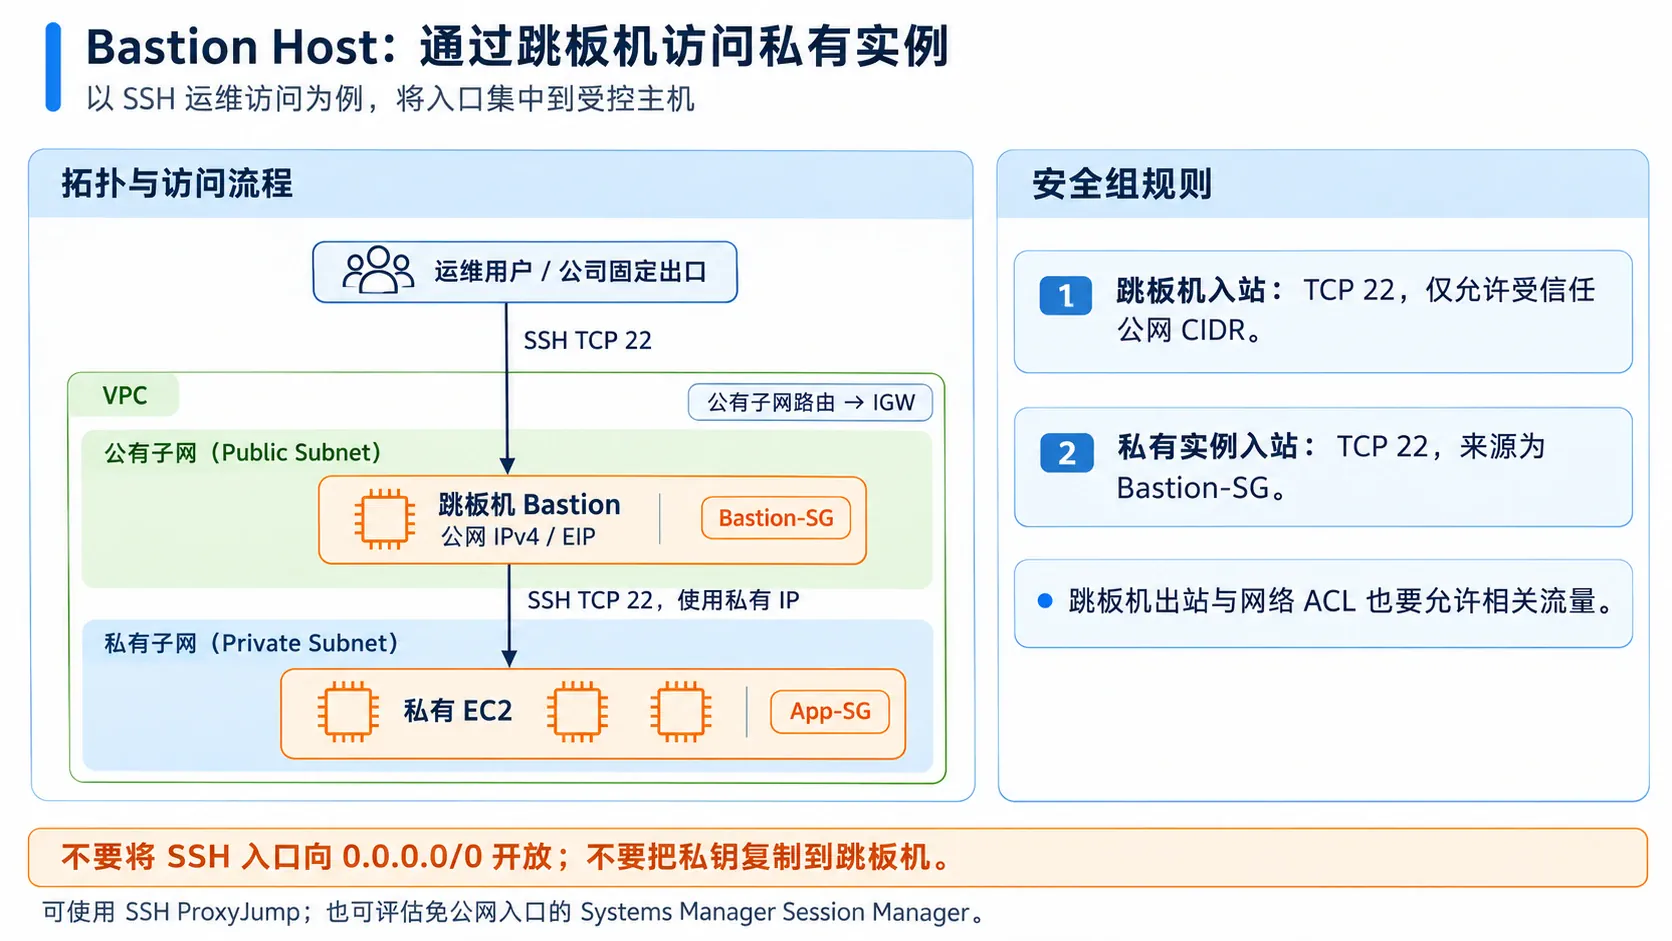 Bastion Host：通过跳板机访问私有实例
以 SSH 运维访问为例，将入口集中到受控主机
拓扑与访问流程
运维用户 / 公司固定出口
SSH TCP 22
VPC
公有子网路由 → IGW
公有子网（Public Subnet）
跳板机 Bastion
公网 IPv4 / EIP
Bastion-SG
SSH TCP 22，使用私有 IP
私有子网（Private Subnet）
私有 EC2
App-SG
安全组规则
1
跳板机入站： TCP 22，仅允许受信任
公网 CIDR。
2
私有实例入站： TCP 22，来源为
Bastion-SG。
跳板机出站与网络 ACL 也要允许相关流量。
不要将 SSH 入口向 0.0.0.0/0 开放；不要把私钥复制到跳板机。
可使用 SSH ProxyJump；也可评估免公网入口的 Systems Manager Session Manager。